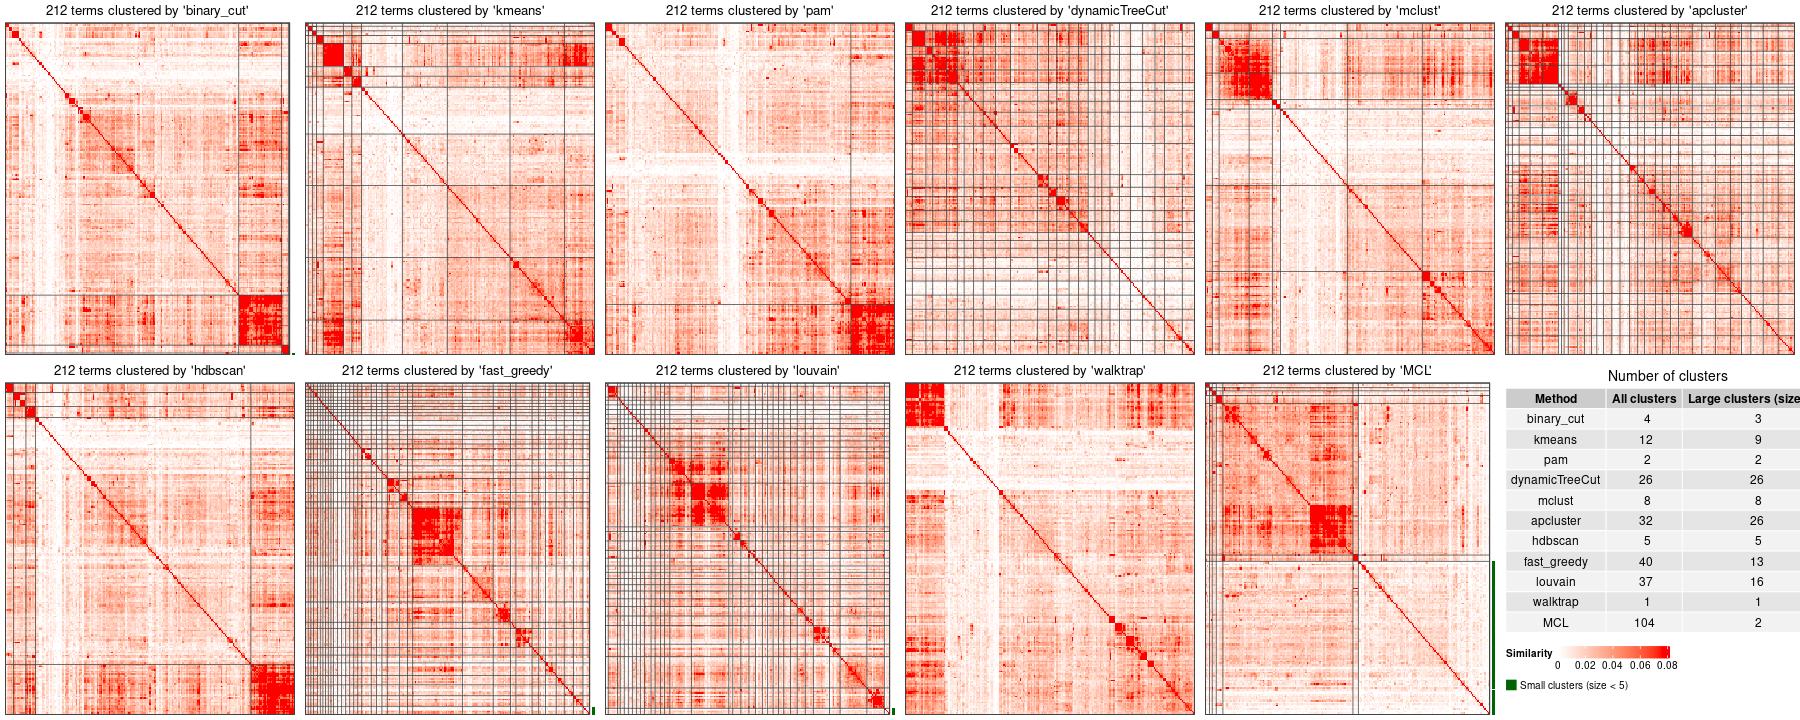 212 terms clustered by 'binary_cut'
212 terms clustered by 'kmeans'
212 terms clustered by 'pam'
212 terms clustered by 'dynamicTreeCut'
212 terms clustered by 'mclust'
212 terms clustered by 'apcluster'
212 terms clustered by 'hdbscan'
212 terms clustered by 'fast_greedy'
212 terms clustered by 'louvain'
212 terms clustered by 'walktrap'
212 terms clustered by 'MCL'
Number of clusters
Method All clusters Large clusters (size
binary_cut 4 3
kmeans 12 9
pam 2 2
dynamicTreeCut 26 26
mclust 8 8
apcluster 32 26
hdbscan 5 5
fast_greedy 40 13
louvain 37 16
walktrap 1 1
MCL 104 2
Similarity
0 0.02 0.04 0.06 0.08
Small clusters (size < 5)